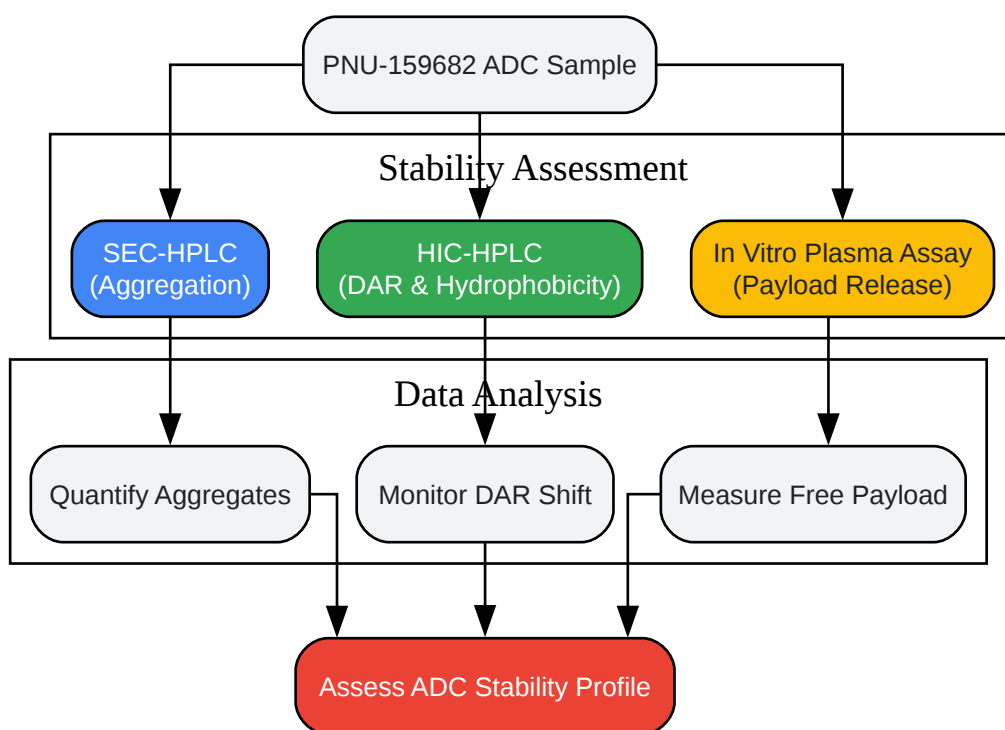 PNU-159682 ADC Sample
Stability Assessment
SEC-HPLC
(Aggregation)
HIC-HPLC
(DAR & Hydrophobicity)
In Vitro Plasma Assay
(Payload Release)
Data Analysis
Quantify Aggregates
Monitor DAR Shift
Measure Free Payload
Assess ADC Stability Profile